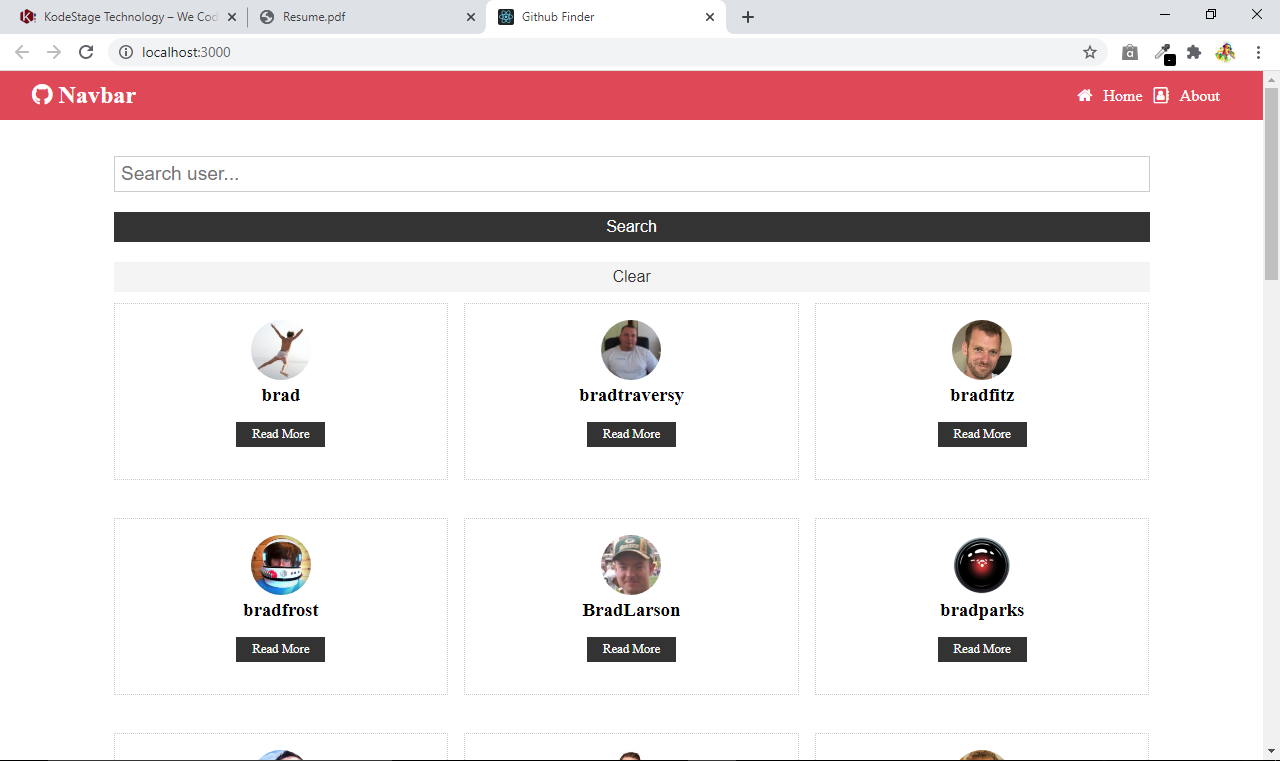 KodeStage Technology – We Cod
Resume.pdf
Github Finder
localhost:3000
Navbar
Home
About
Search user...
Search
Clear
brad
bradtraversy
bradfitz
Read More
Read More
Read More
bradfrost
BradLarson
bradparks
Read More
Read More
Read More